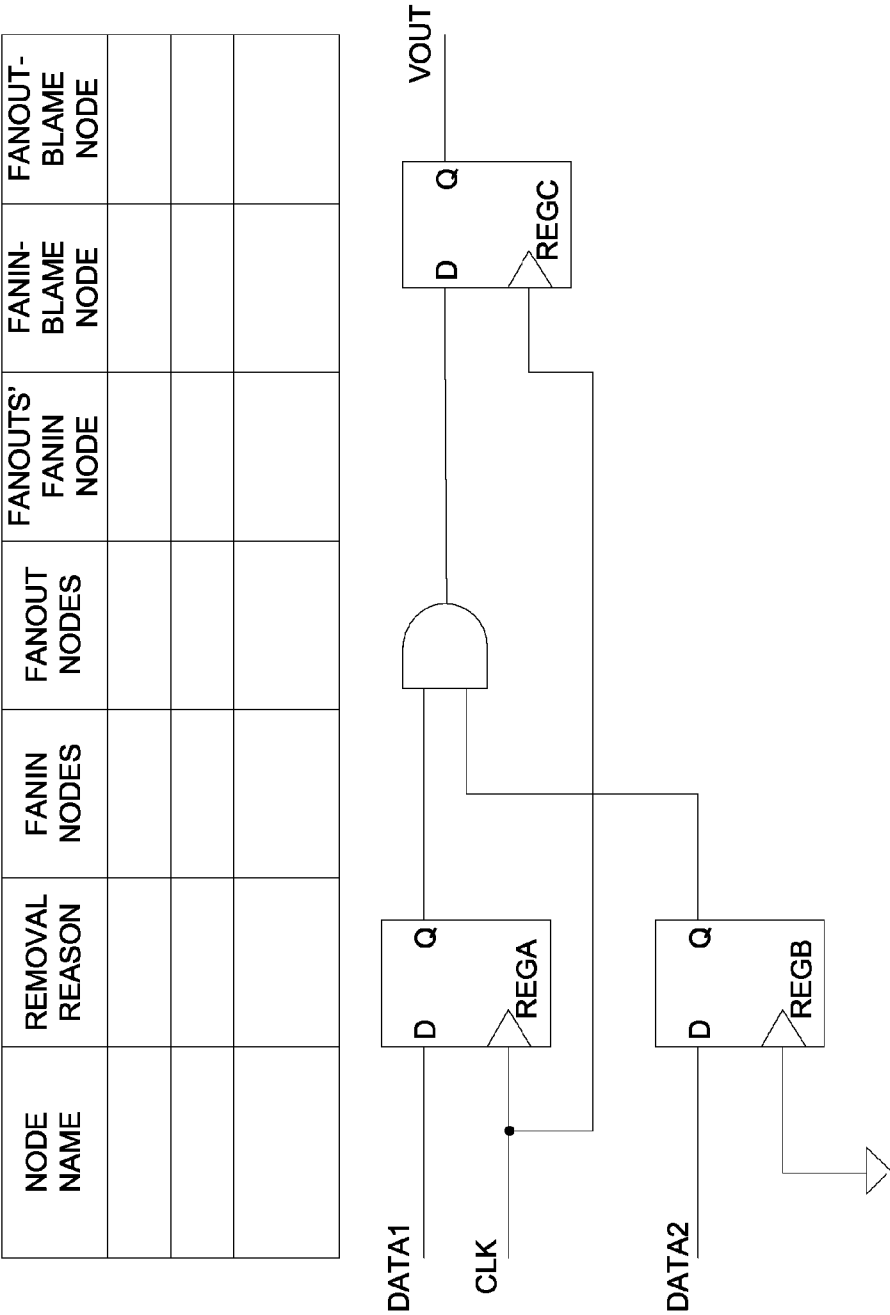 NODE
NAME
REMOVAL
REASON
FANIN
NODES
FANOUT
NODES
FANOUTS'
FANIN
NODE
FANIN-
BLAME
NODE
FANOUT-
BLAME
NODE
DATA1
D
Q
REGA
CLK
D
Q
REGC
VOUT
DATA2
D
Q
REGB